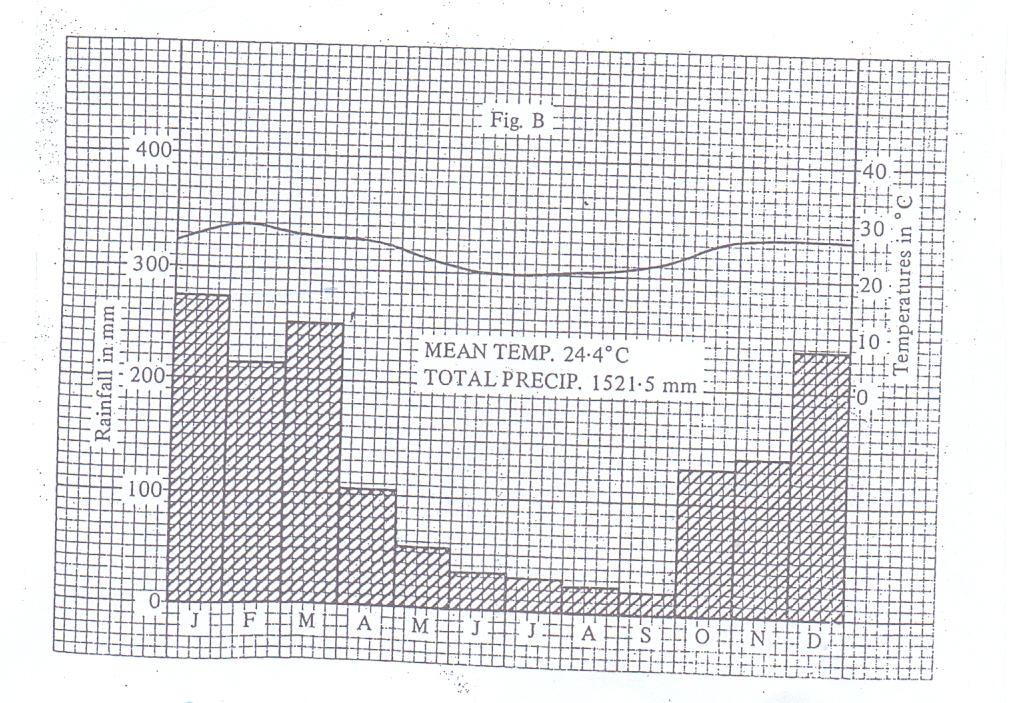 Fig. B
400
300
200
100
0
Rainfall in mm
40
30
20
10
0
Temperatures in °C
MEAN TEMP. 24·4°C
TOTAL PRECIP. 1521·5 mm
J F M A M J J A S O N D